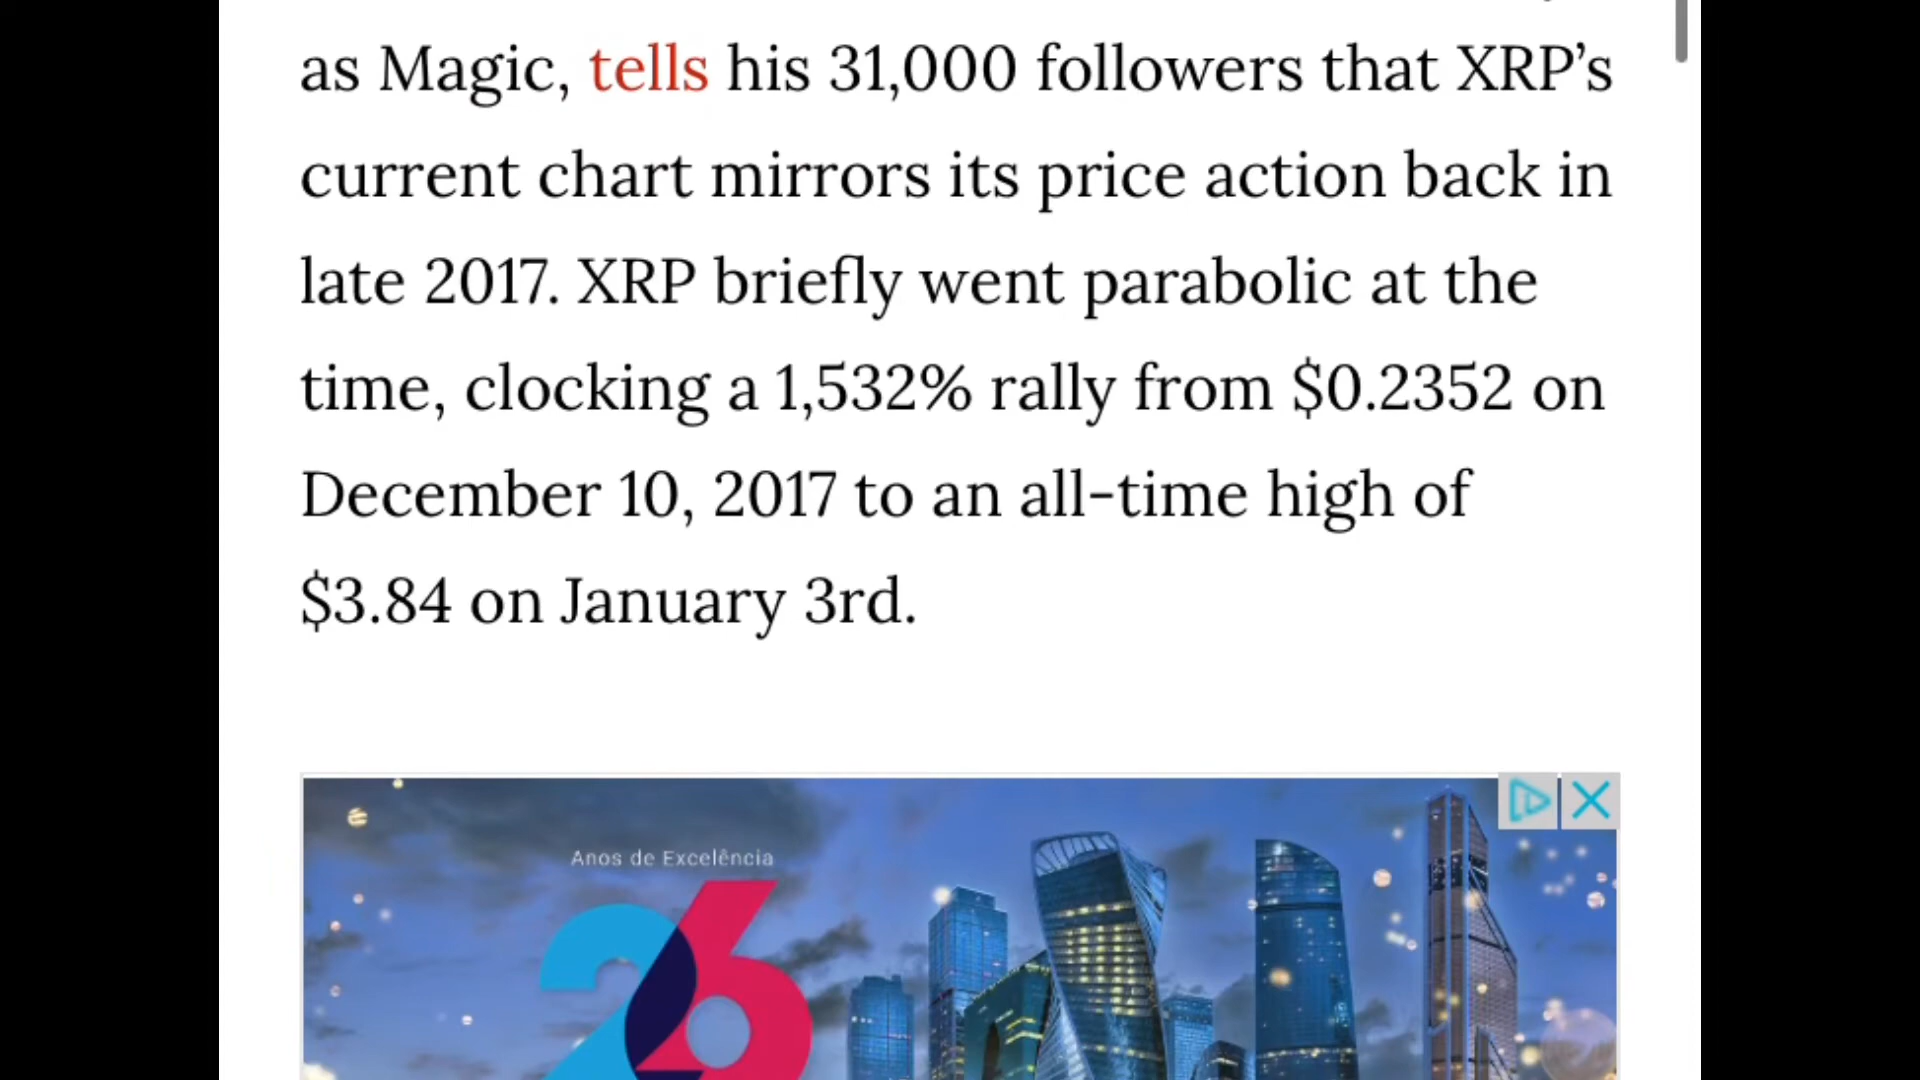 as Magic, tells his 31,000 followers that XRP’s
current chart mirrors its price action back in
late 2017. XRP briefly went parabolic at the
time, clocking a 1,532% rally from $0.2352 on
December 10, 2017 to an all-time high of
$3.84 on January 3rd.
Anos de Excelência
26